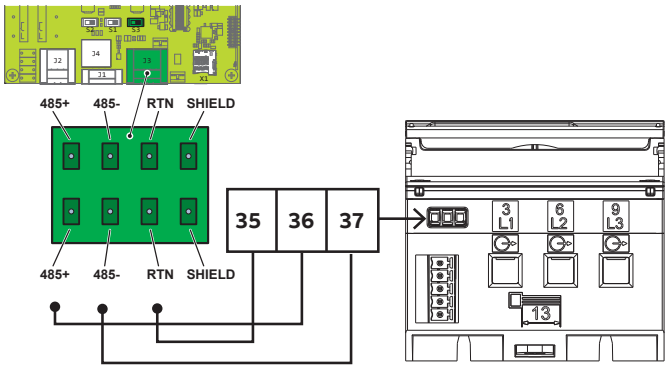 S2 S1 S3
J2
J4
J3
J1
X1
485+ 485- RTN SHIELD
35 36 37
3 6 9
L1 L2 L3
485+ 485- RTN SHIELD
13